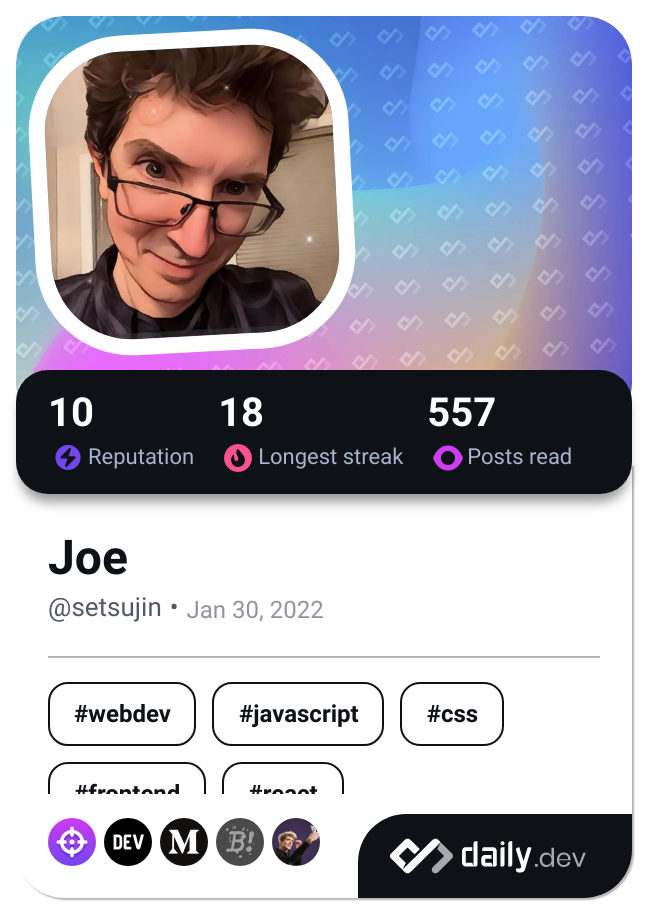 10 18 557
Reputation Longest streak Posts read
Joe
@setsujin • Jan 30, 2022
#webdev #javascript #css
#frontend #react
DEV M B!
daily.dev